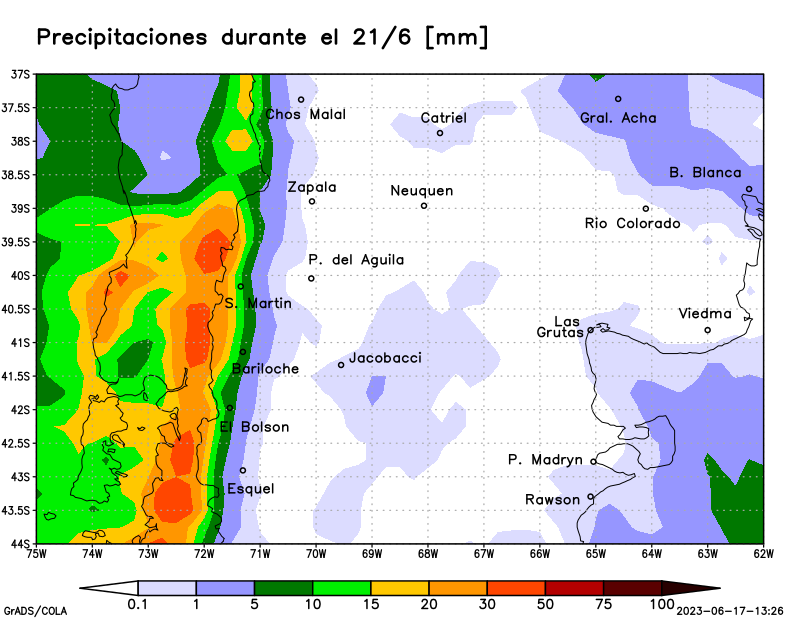 Precipitaciones durante el 21/6 [mm]
37S
37.5S
38S
38.5S
39S
39.5S
40S
40.5S
41S
41.5S
42S
42.5S
43S
43.5S
44S
Chos Malal
Catriel
Gral. Acha
B. Blanca
Zapala
Neuquen
Rio Colorado
P. del Aguila
S. Martin
Viedma
Las
Grutas
Bariloche
Jacobacci
El Bolson
P. Madryn
Esquel
Rawson
75W 74W 73W 72W 71W 70W 69W 68W 67W 66W 65W 64W 63W 62W
0.1 1 5 10 15 20 30 50 75 100
GrADS/COLA
2023-06-17-13:26